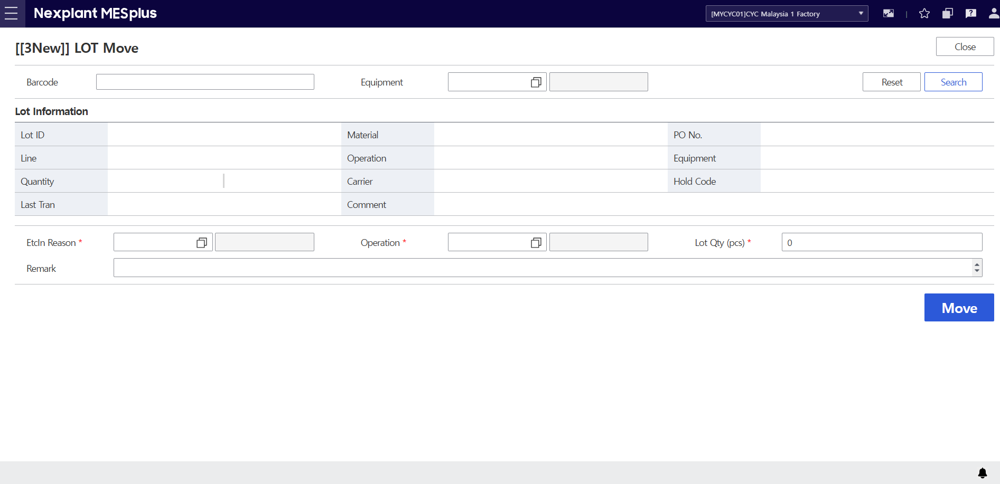 Nexplant MESplus
[MYCYC01]CYC Malaysia 1 Factory
[[3New]] LOT Move
Close
Barcode
Equipment
Reset
Search
Lot Information
Lot ID
Material
PO No.
Line
Operation
Equipment
Quantity
Carrier
Hold Code
Last Tran
Comment
EtcIn Reason *
Operation *
Lot Qty (pcs) *
0
Remark
Move